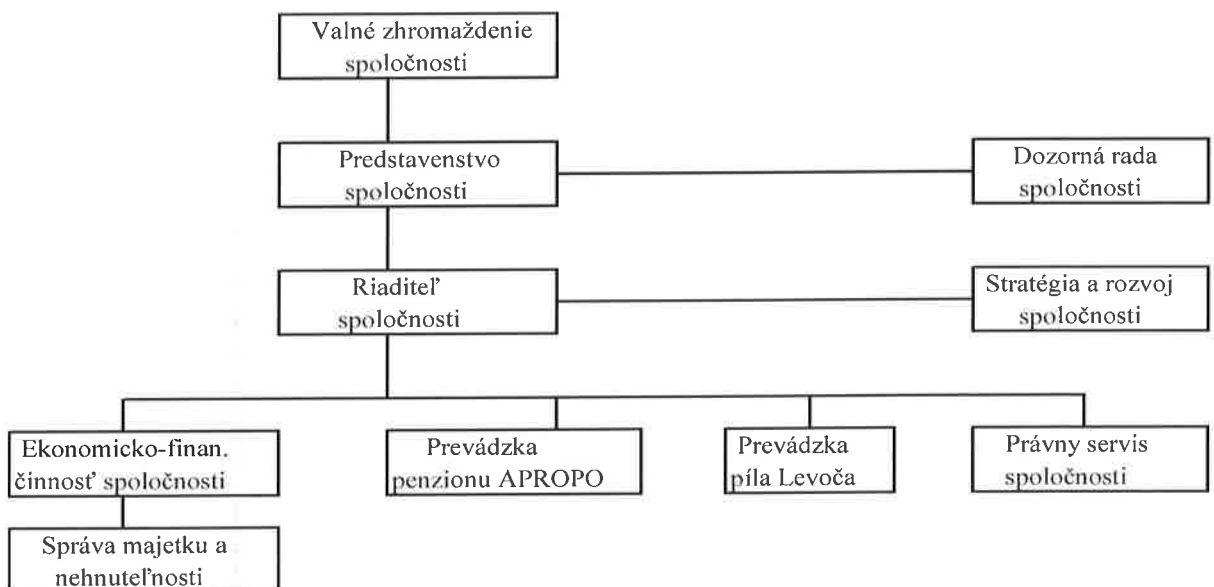 Valné zhromaždenie
spoločnosti
Predstavenstvo
spoločnosti
Dozorná rada
spoločnosti
Riaditeľ
spoločnosti
Stratégia a rozvoj
spoločnosti
Ekonomicko-finan.
činnosť spoločnosti
Prevádzka
penzionu APROPO
Prevádzka
píla Levoča
Právny servis
spoločnosti
Správa majetku a
nehnuteľnosti